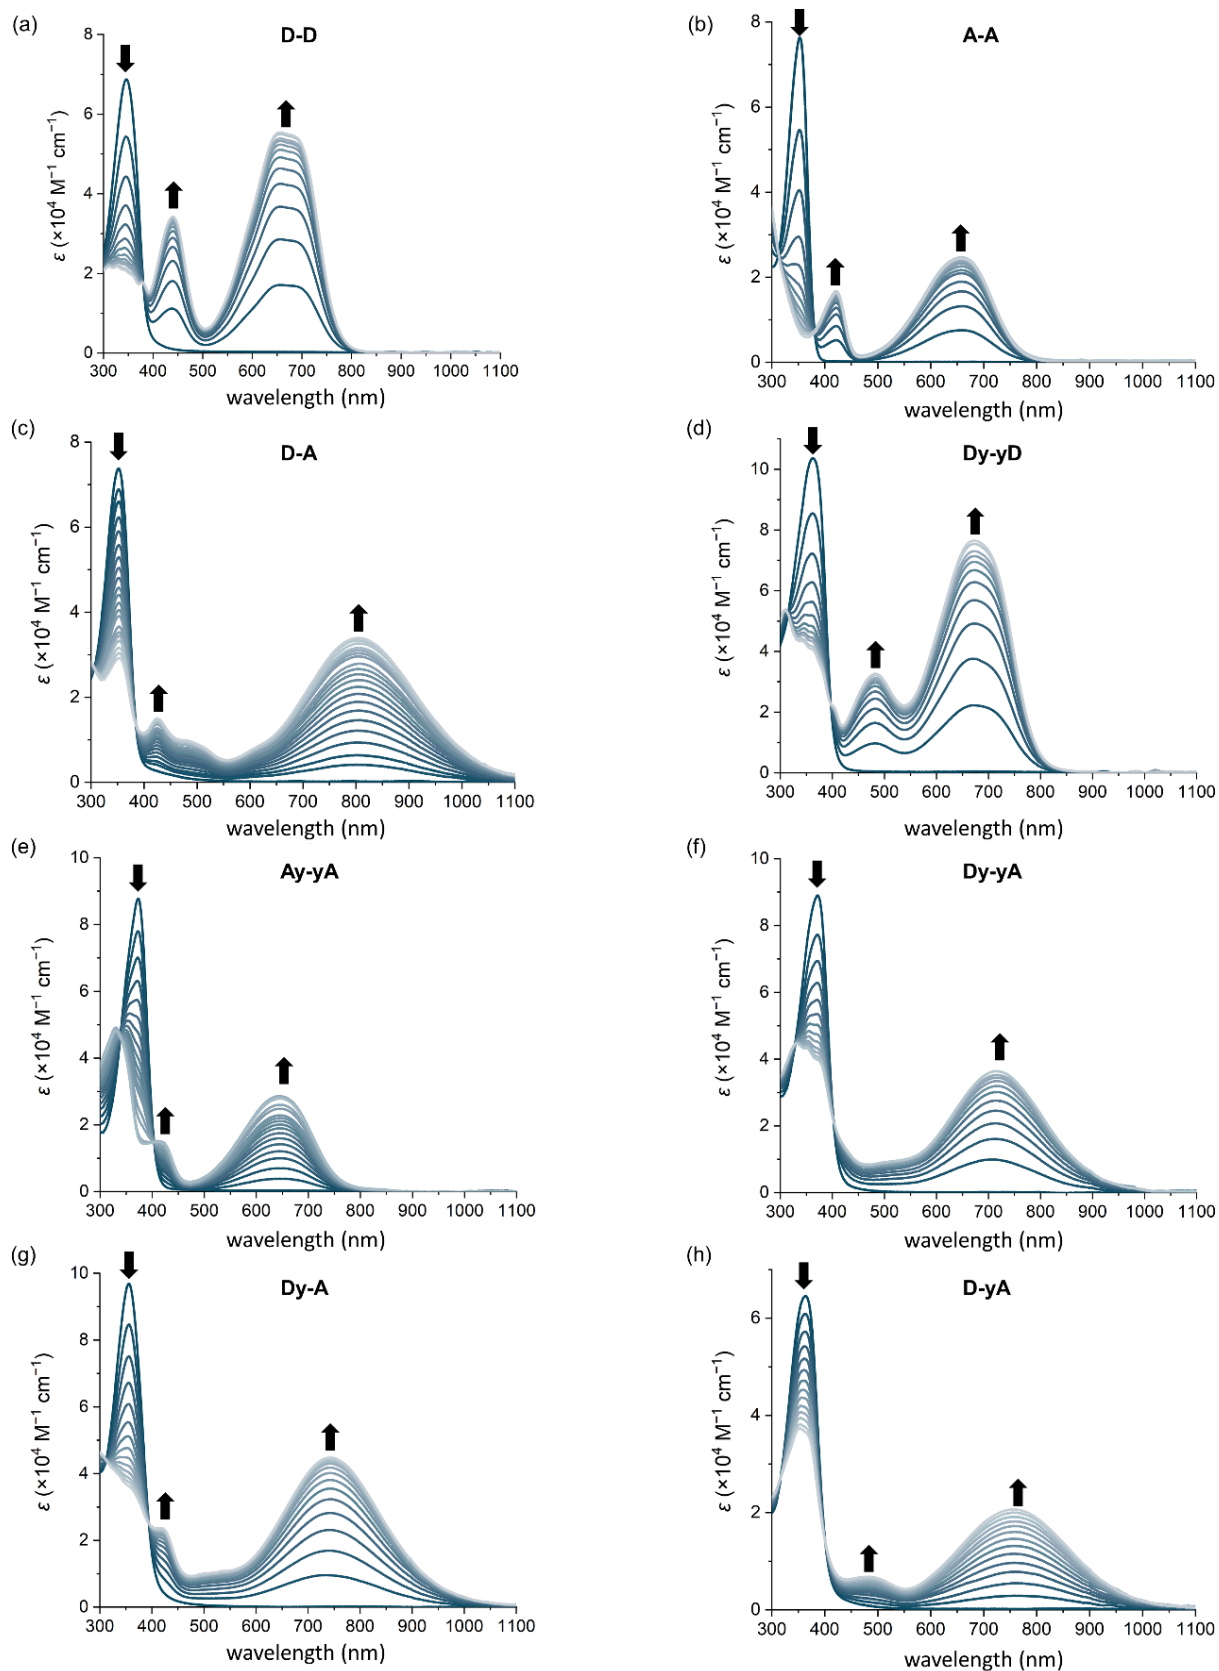 (a)
D-D
8
6
4
2
0
ε (×10⁴ M⁻¹ cm⁻¹)
300 400 500 600 700 800 900 1000 1100
wavelength (nm)
(b)
A-A
8
6
4
2
0
ε (×10⁴ M⁻¹ cm⁻¹)
300 400 500 600 700 800 900 1000 1100
wavelength (nm)
(c)
D-A
8
6
4
2
0
ε (×10⁴ M⁻¹ cm⁻¹)
300 400 500 600 700 800 900 1000 1100
wavelength (nm)
(d)
Dy-yD
10
8
6
4
2
0
ε (×10⁴ M⁻¹ cm⁻¹)
300 400 500 600 700 800 900 1000 1100
wavelength (nm)
(e)
Ay-yA
10
8
6
4
2
0
ε (×10⁴ M⁻¹ cm⁻¹)
300 400 500 600 700 800 900 1000 1100
wavelength (nm)
(f)
Dy-yA
10
8
6
4
2
0
ε (×10⁴ M⁻¹ cm⁻¹)
300 400 500 600 700 800 900 1000 1100
wavelength (nm)
(g)
Dy-A
10
8
6
4
2
0
ε (×10⁴ M⁻¹ cm⁻¹)
300 400 500 600 700 800 900 1000 1100
wavelength (nm)
(h)
D-yA
6
4
2
0
ε (×10⁴ M⁻¹ cm⁻¹)
300 400 500 600 700 800 900 1000 1100
wavelength (nm)